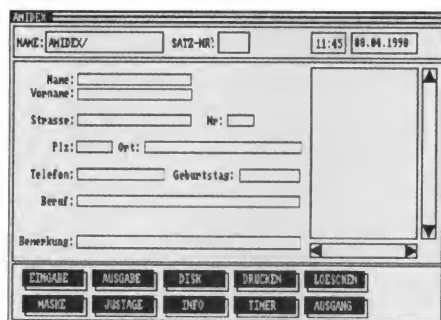 AMIDEX
NAME: AMIDEX/ SATZ-NR: 11:45 08.04.1990
Name:
Vorname:
Strasse: Nr:
Plz: Ort:
Telefon: Geburtstag:
Beruf:
Bemerkung:
EINGABE AUSGABE DISK DRUCKEN LOESCHEN
MASKE JUSTAGE INFO TIMER AUSGANG